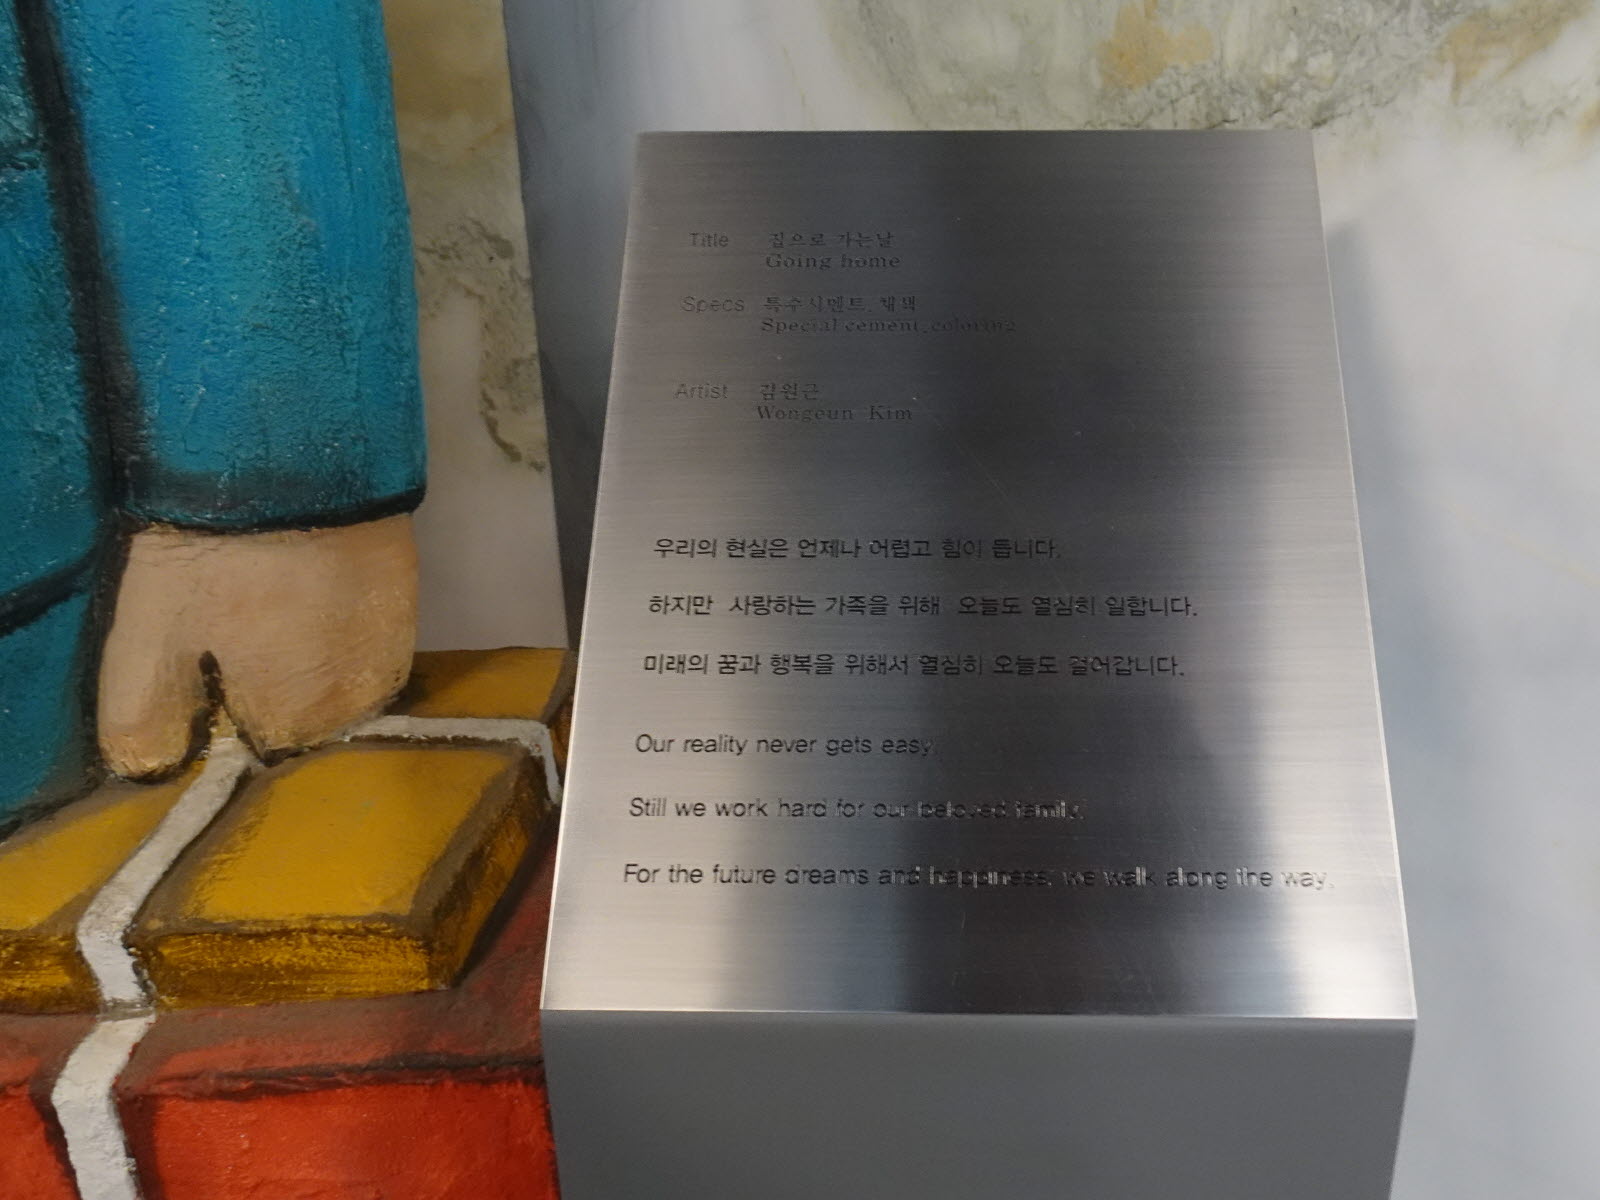 Title 집으로 가는날
Going home
Specs 특수시멘트, 채색
Special cement,coloring
Artist 김원근
Wongeun Kim
우리의 현실은 언제나 어렵고 힘이 듭니다.
하지만 사랑하는 가족을 위해 오늘도 열심히 일합니다.
미래의 꿈과 행복을 위해서 열심히 오늘도 걸어갑니다.
Our reality never gets easy.
Still we work hard for our beloved family.
For the future dreams and happiness, we walk along the way.